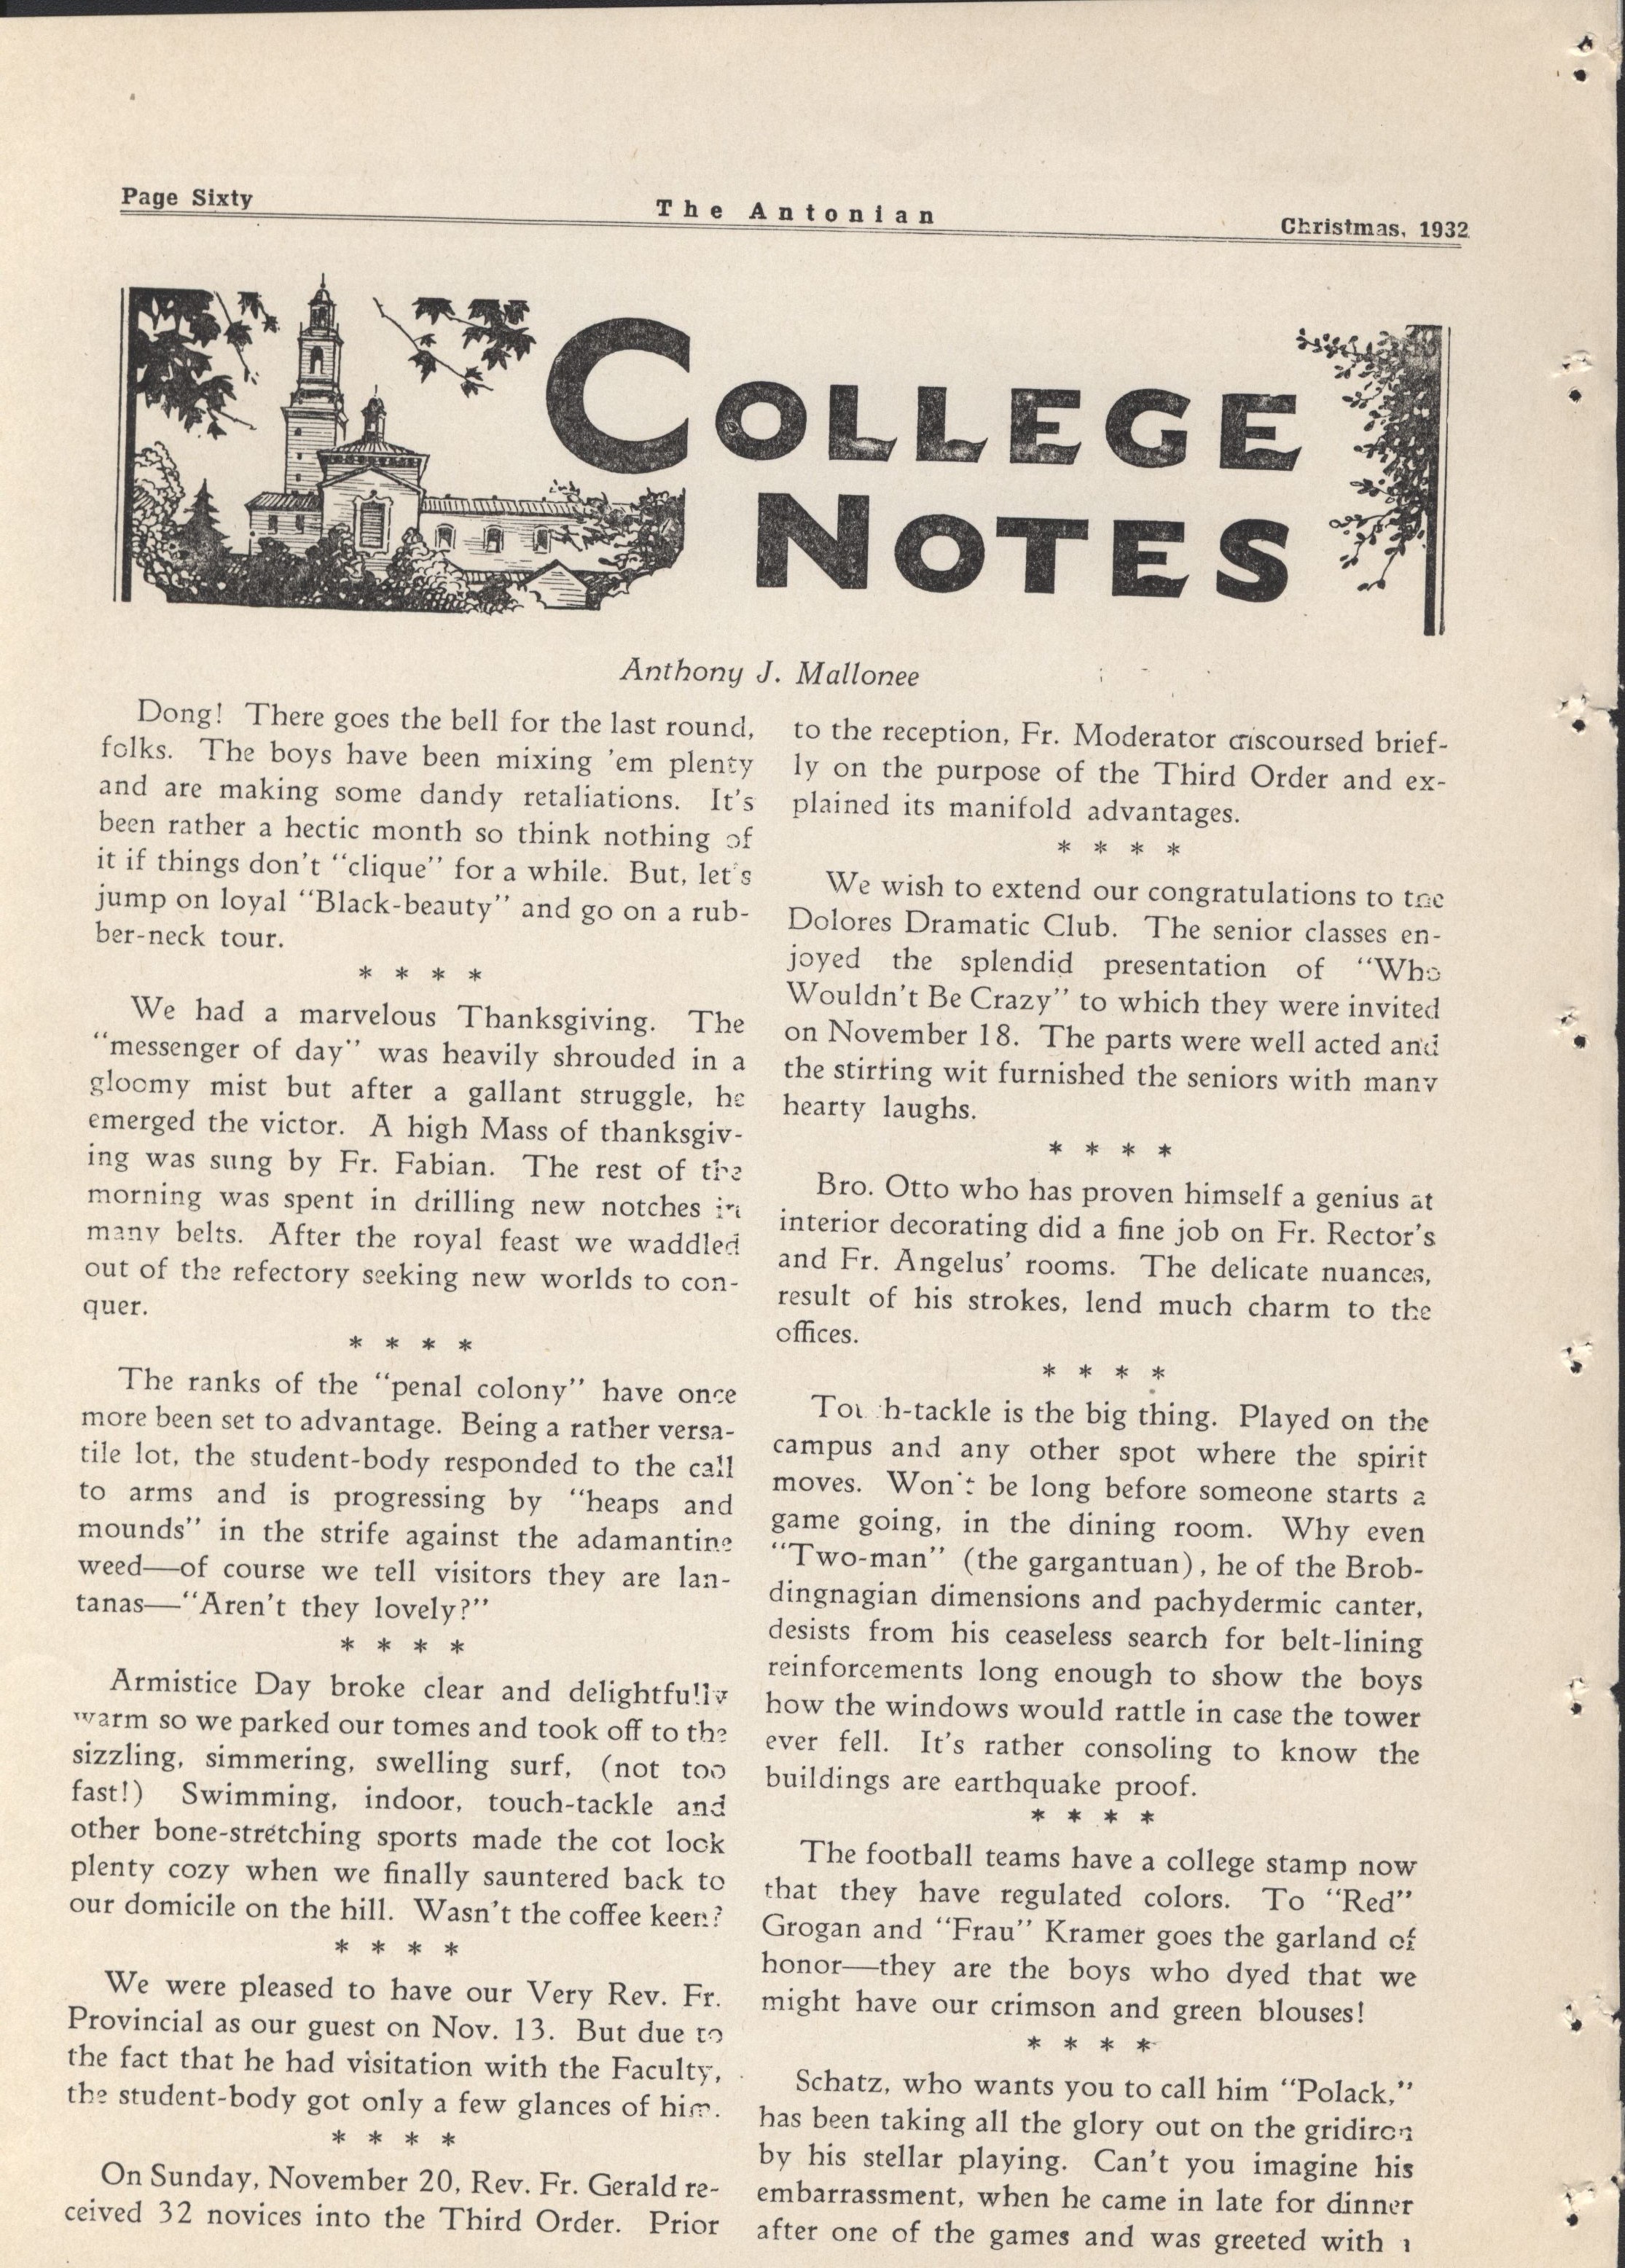 Page Sixty
The Antonian
Christmas, 1932
COLLEGE
NOTES
Anthony J. Mallonee
Dong! There goes the bell for the last round,
folks. The boys have been mixing 'em plenty
and are making some dandy retaliations. It's
been rather a hectic month so think nothing of
it if things don't "clique" for a while. But, let's
jump on loyal "Black-beauty" and go on a rub-
ber-neck tour.
* * * *
We had a marvelous Thanksgiving. The
"messenger of day" was heavily shrouded in a
gloomy mist but after a gallant struggle, he
emerged the victor. A high Mass of thanksgiv-
ing was sung by Fr. Fabian. The rest of the
morning was spent in drilling new notches in
many belts. After the royal feast we waddled
out of the refectory seeking new worlds to con-
quer.
* * * *
The ranks of the "penal colony" have once
more been set to advantage. Being a rather versa-
tile lot, the student-body responded to the call
to arms and is progressing by "heaps and
mounds" in the strife against the adamantine
weed—of course we tell visitors they are lan-
tanas—"Aren't they lovely?"
* * * *
Armistice Day broke clear and delightfully
warm so we parked our tomes and took off to the
sizzling, simmering, swelling surf, (not too
fast!) Swimming, indoor, touch-tackle and
other bone-stretching sports made the cot look
plenty cozy when we finally sauntered back to
our domicile on the hill. Wasn't the coffee keen?
* * * *
We were pleased to have our Very Rev. Fr.
Provincial as our guest on Nov. 13. But due to
the fact that he had visitation with the Faculty,
the student-body got only a few glances of him.
* * * *
On Sunday, November 20, Rev. Fr. Gerald re-
ceived 32 novices into the Third Order. Prior
to the reception, Fr. Moderator discoursed brief-
ly on the purpose of the Third Order and ex-
plained its manifold advantages.
* * * *
We wish to extend our congratulations to the
Dolores Dramatic Club. The senior classes en-
joyed the splendid presentation of "Who
Wouldn't Be Crazy" to which they were invited
on November 18. The parts were well acted and
the stirring wit furnished the seniors with many
hearty laughs.
* * * *
Bro. Otto who has proven himself a genius at
interior decorating did a fine job on Fr. Rector's
and Fr. Angelus' rooms. The delicate nuances,
result of his strokes, lend much charm to the
offices.
* * * *
Touch-tackle is the big thing. Played on the
campus and any other spot where the spirit
moves. Won't be long before someone starts a
game going, in the dining room. Why even
"Two-man" (the gargantuan), he of the Brob-
dingnagian dimensions and pachydermic canter,
desists from his ceaseless search for belt-lining
reinforcements long enough to show the boys
how the windows would rattle in case the tower
ever fell. It's rather consoling to know the
buildings are earthquake proof.
* * * *
The football teams have a college stamp now
that they have regulated colors. To "Red"
Grogan and "Frau" Kramer goes the garland of
honor—they are the boys who dyed that we
might have our crimson and green blouses!
* * * *
Schatz, who wants you to call him "Polack,"
has been taking all the glory out on the gridiron
by his stellar playing. Can't you imagine his
embarrassment, when he came in late for dinner
after one of the games and was greeted with